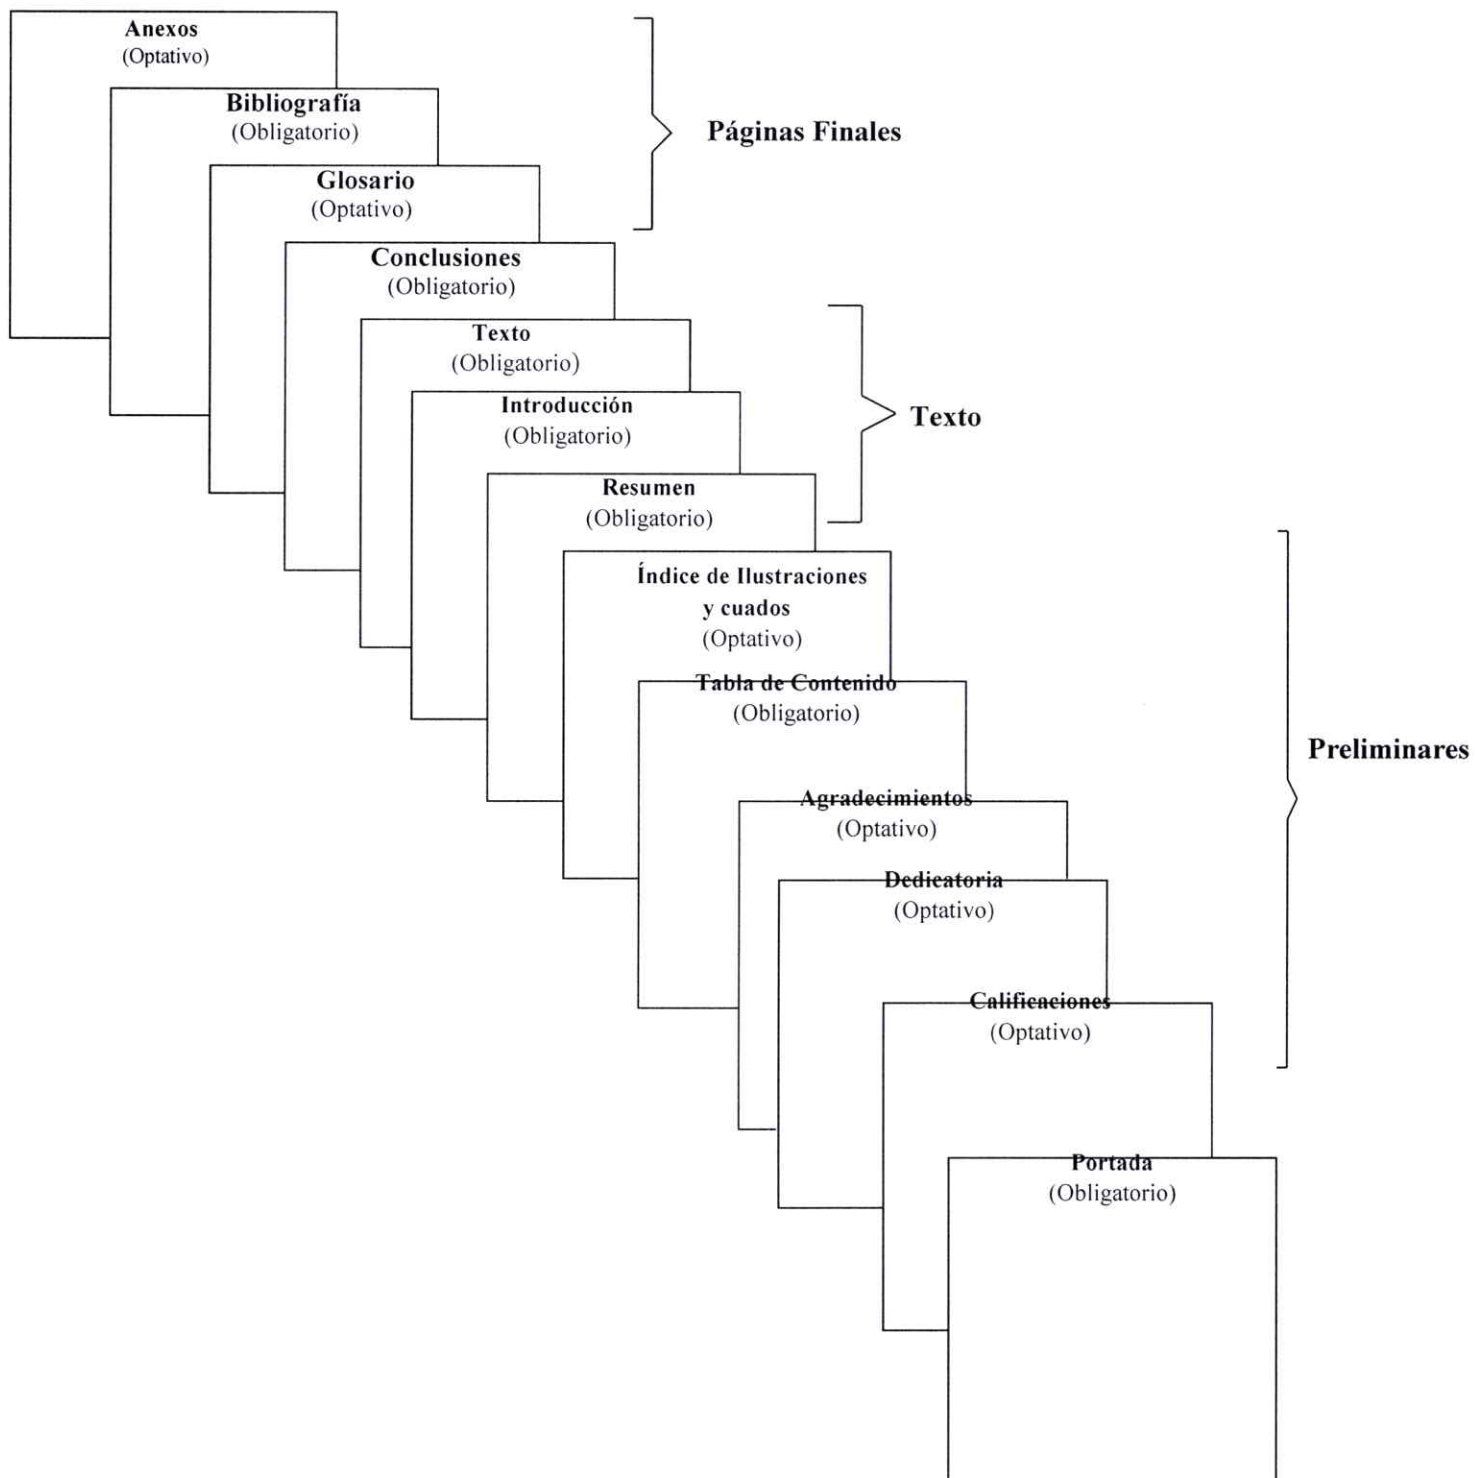 Anexos
(Optativo)
Bibliografía
(Obligatorio)
Páginas Finales
Glosario
(Optativo)
Conclusiones
(Obligatorio)
Texto
(Obligatorio)
Introducción
(Obligatorio)
Texto
Resumen
(Obligatorio)
Índice de Ilustraciones
y cuados
(Optativo)
Tabla de Contenido
(Obligatorio)
Preliminares
Agradecimientos
(Optativo)
Dedicatoria
(Optativo)
Calificaciones
(Optativo)
Portada
(Obligatorio)